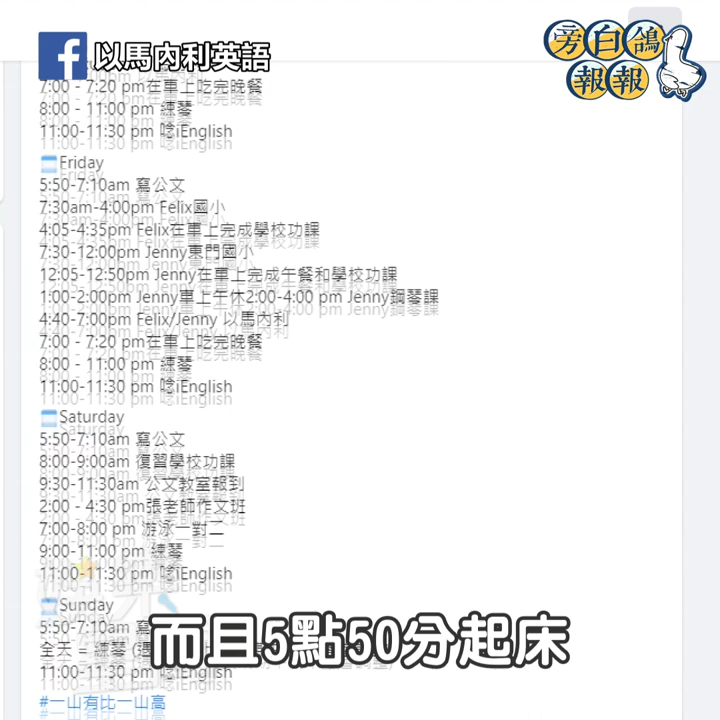 以馬內利英語
旁白鴿
報報
7:00 - 7:20 pm在車上吃完晚餐
8:00 - 11:00 pm 練琴
11:00-11:30 pm 唸iEnglish
Friday
5:50-7:10am 寫公文
7:30am-4:00pm Felix國小
4:05-4:35pm Felix在車上完成學校功課
7:30-12:00pm Jenny東門國小
12:05-12:50pm Jenny在車上完成午餐和學校功課
1:00-2:00pm Jenny車上午休2:00-4:00 pm Jenny鋼琴課
4:40-7:00pm Felix/Jenny 以馬內利
7:00 - 7:20 pm在車上吃完晚餐
8:00 - 11:00 pm 練琴
11:00-11:30 pm 唸iEnglish
Saturday
5:50-7:10am 寫公文
8:00-9:00am 復習學校功課
9:30-11:30am 公文教室報到
2:00 - 4:30 pm張老師作文班
7:00-8:00 pm 游泳一對二
9:00-11:00 pm 練琴
11:00-11:30 pm 唸iEnglish
Sunday
5:50-7:10am 寫
全天 = 練琴
而且5點50分起床
11:00-11:30 pm 唸iEnglish
#一山有比一山高